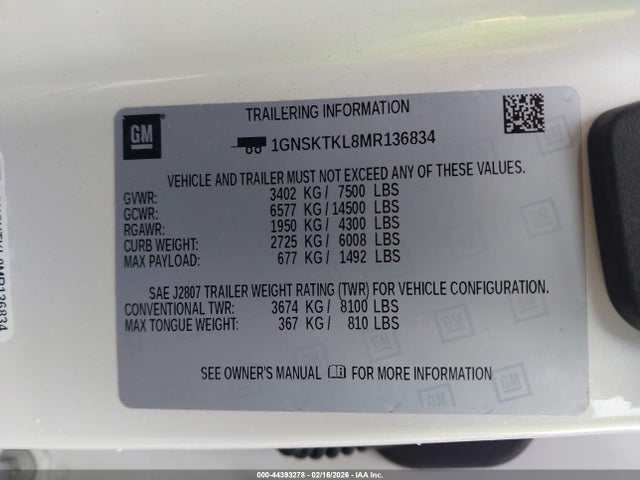 GM
TRAILERING INFORMATION
1GNSKTKL8MR136834
VEHICLE AND TRAILER MUST NOT EXCEED ANY OF THESE VALUES.
GVWR: 3402 KG / 7500 LBS
GCWR: 6577 KG /14500 LBS
RGAWR: 1950 KG / 4300 LBS
CURB WEIGHT: 2725 KG / 6008 LBS
MAX PAYLOAD: 677 KG / 1492 LBS
SAE J2807 TRAILER WEIGHT RATING (TWR) FOR VEHICLE CONFIGURATION.
CONVENTIONAL TWR: 3674 KG / 8100 LBS
MAX TONGUE WEIGHT: 367 KG / 810 LBS
SEE OWNER'S MANUAL FOR MORE INFORMATION
GM
GM
GM
000-44393278 - 02/16/2026 - IAA Inc.